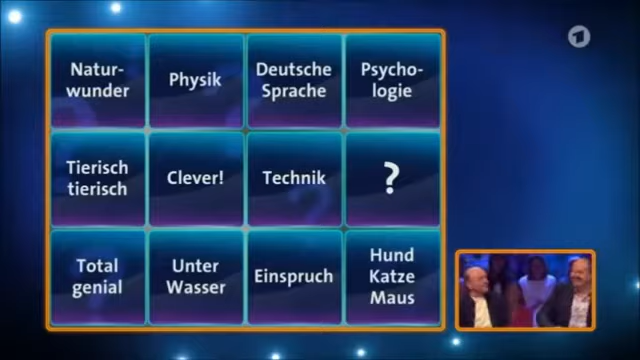 Natur-
wunder
Physik
Deutsche
Sprache
Psycho-
logie
Tierisch
tierisch
Clever!
Technik
?
Total
genial
Unter
Wasser
Einspruch
Hund
Katze
Maus
1